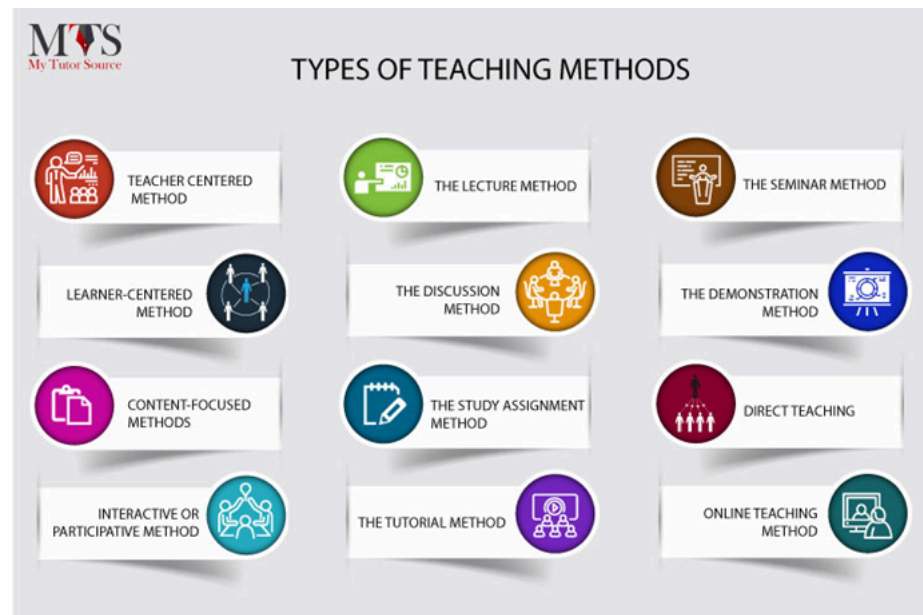 MTS
My Tutor Source
TYPES OF TEACHING METHODS
TEACHER CENTERED
METHOD
THE LECTURE METHOD
THE SEMINAR METHOD
LEARNER-CENTERED
METHOD
THE DISCUSSION
METHOD
THE DEMONSTRATION
METHOD
CONTENT-FOCUSED
METHODS
THE STUDY ASSIGNMENT
METHOD
DIRECT TEACHING
INTERACTIVE OR
PARTICIPATIVE METHOD
THE TUTORIAL METHOD
ONLINE TEACHING
METHOD